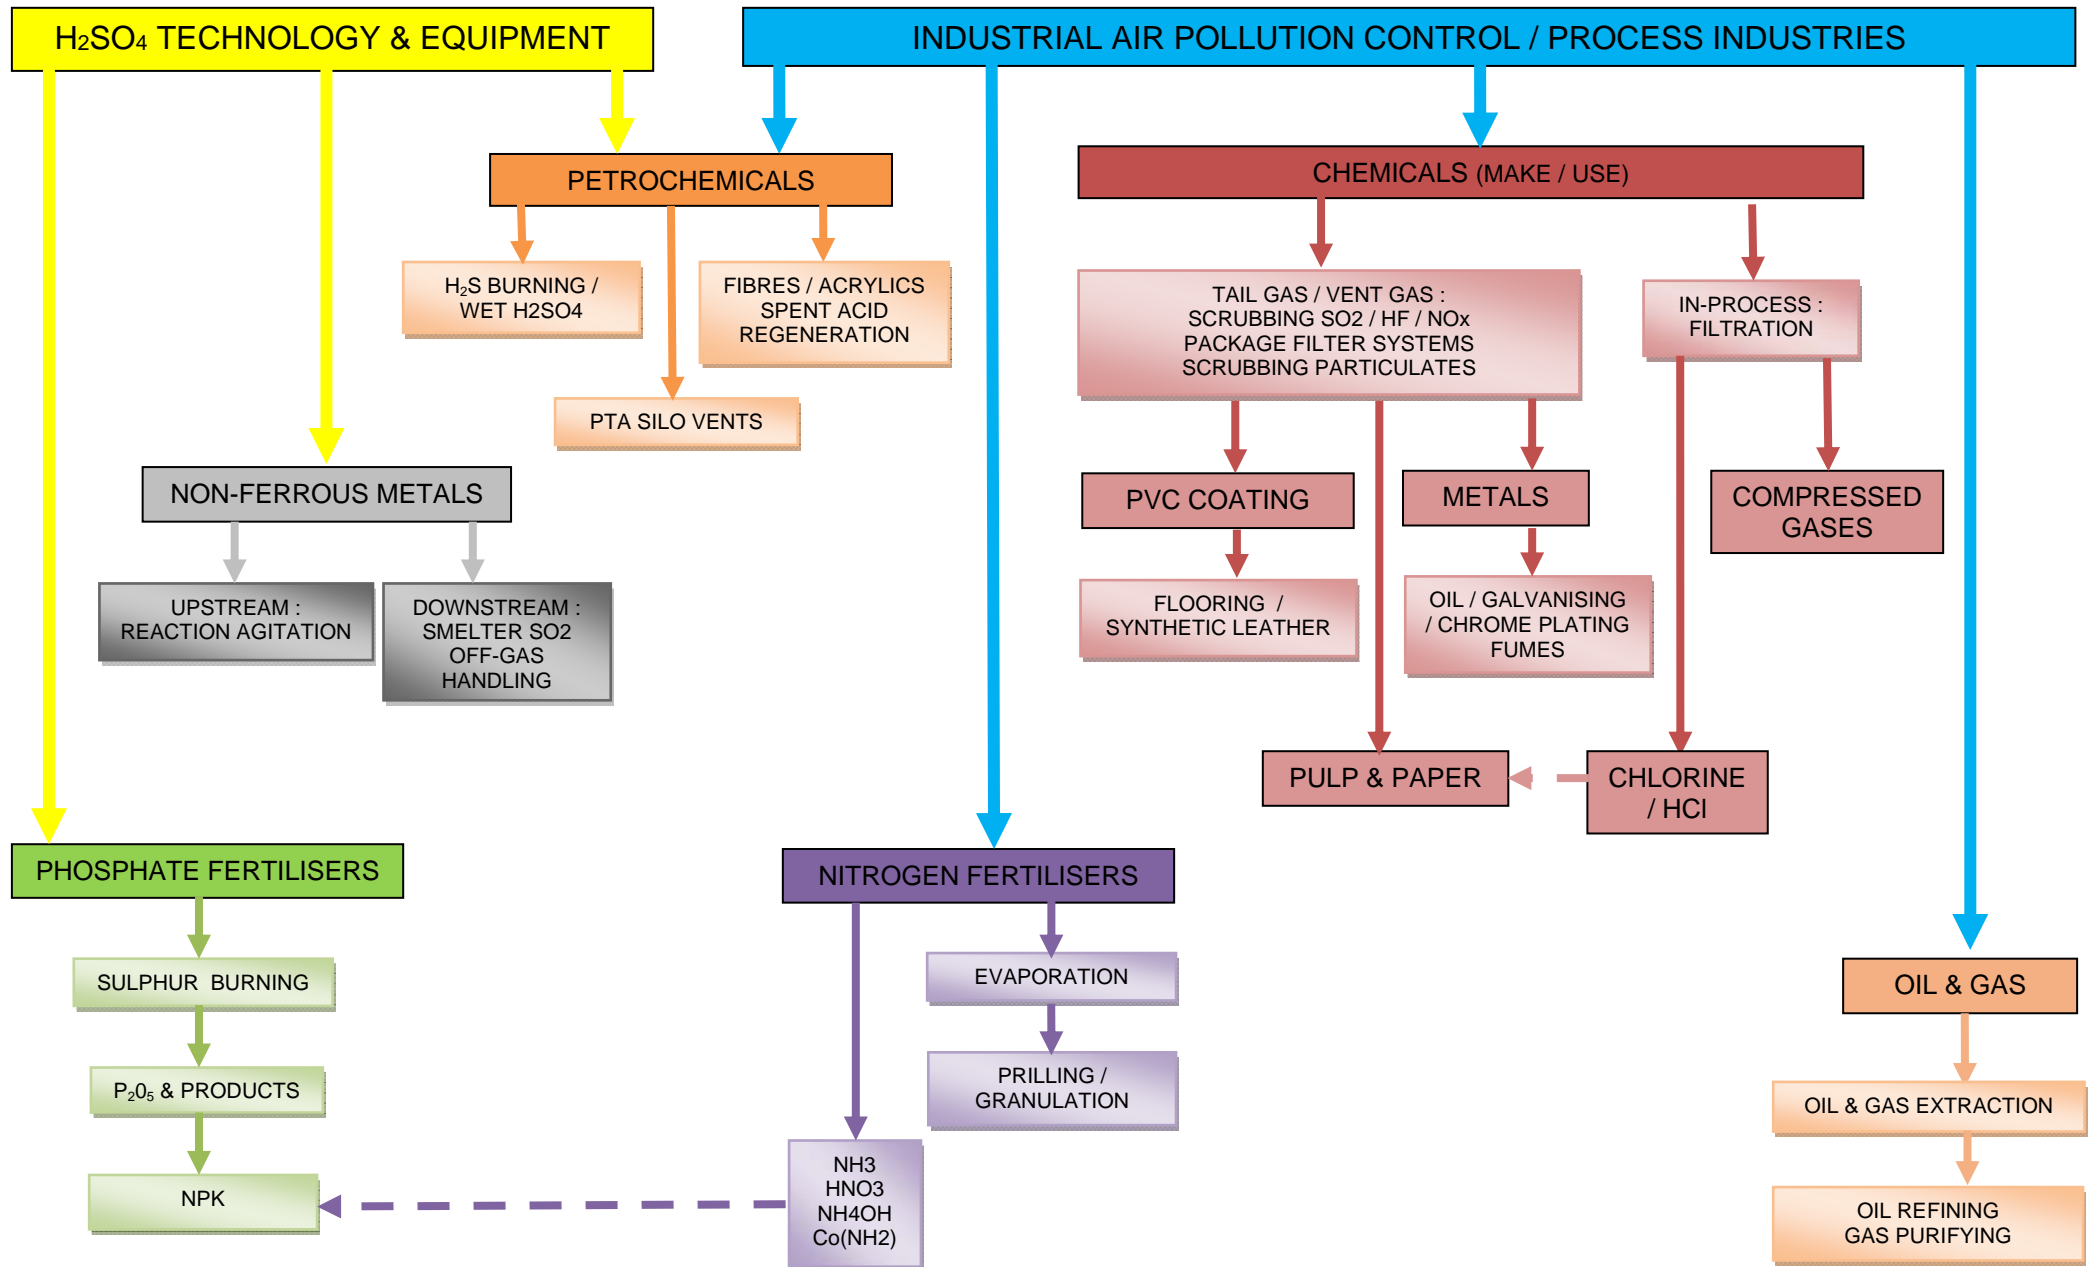 H₂SO₄ TECHNOLOGY & EQUIPMENT
INDUSTRIAL AIR POLLUTION CONTROL / PROCESS INDUSTRIES
PETROCHEMICALS
CHEMICALS (MAKE / USE)
H₂S BURNING /
WET H2SO4
FIBRES / ACRYLICS
SPENT ACID
REGENERATION
TAIL GAS / VENT GAS :
SCRUBBING SO2 / HF / NOx
PACKAGE FILTER SYSTEMS
SCRUBBING PARTICULATES
IN-PROCESS :
FILTRATION
PTA SILO VENTS
NON-FERROUS METALS
PVC COATING
METALS
COMPRESSED
GASES
UPSTREAM :
REACTION AGITATION
DOWNSTREAM :
SMELTER SO2
OFF-GAS
HANDLING
FLOORING /
SYNTHETIC LEATHER
OIL / GALVANISING
/ CHROME PLATING
FUMES
PULP & PAPER
CHLORINE
/ HCl
PHOSPHATE FERTILISERS
NITROGEN FERTILISERS
SULPHUR BURNING
EVAPORATION
OIL & GAS
P₂0₅ & PRODUCTS
PRILLING /
GRANULATION
OIL & GAS EXTRACTION
NPK
NH3
HNO3
NH4OH
Co(NH2)
OIL REFINING
GAS PURIFYING